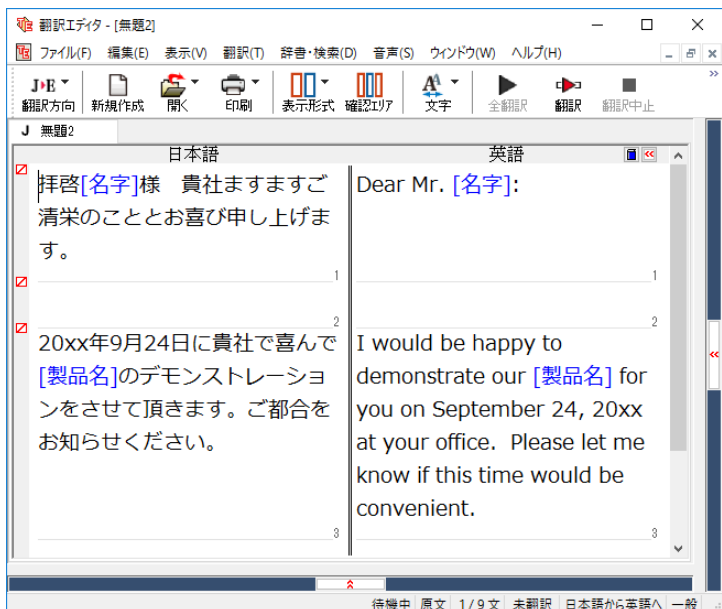 翻訳エディタ - [無題2]
ファイル(F) 編集(E) 表示(V) 翻訳(T) 辞書・検索(D) 音声(S) ウィンドウ(W) ヘルプ(H)
J▶E
翻訳方向 新規作成 開く 印刷 表示形式 確認エリア 文字 全翻訳 翻訳 翻訳中止
J 無題2
日本語 英語
拝啓[名字]様　貴社ますますご
清栄のこととお喜び申し上げま
す。
1
2
20xx年9月24日に貴社で喜んで
[製品名]のデモンストレーショ
ンをさせて頂きます。ご都合を
お知らせください。
3
Dear Mr. [名字]:
1
2
I would be happy to
demonstrate our [製品名] for
you on September 24, 20xx
at your office.  Please let me
know if this time would be
convenient.
3
待機中 原文 1/9文 未翻訳 日本語から英語へ 一般